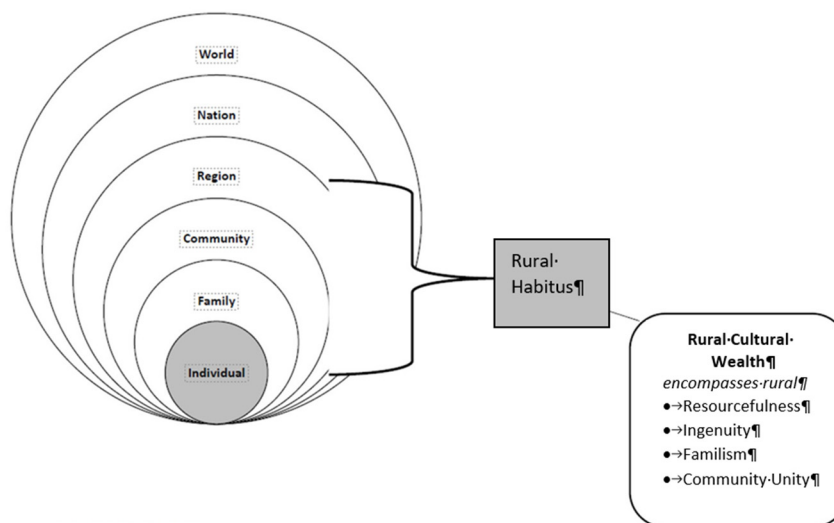 World
Nation
Region
Community
Family
Individual
Rural·
Habitus¶
Rural·Cultural·
Wealth¶
encompasses·rural¶
●→Resourcefulness¶
●→Ingenuity¶
●→Familism¶
●→Community·Unity¶